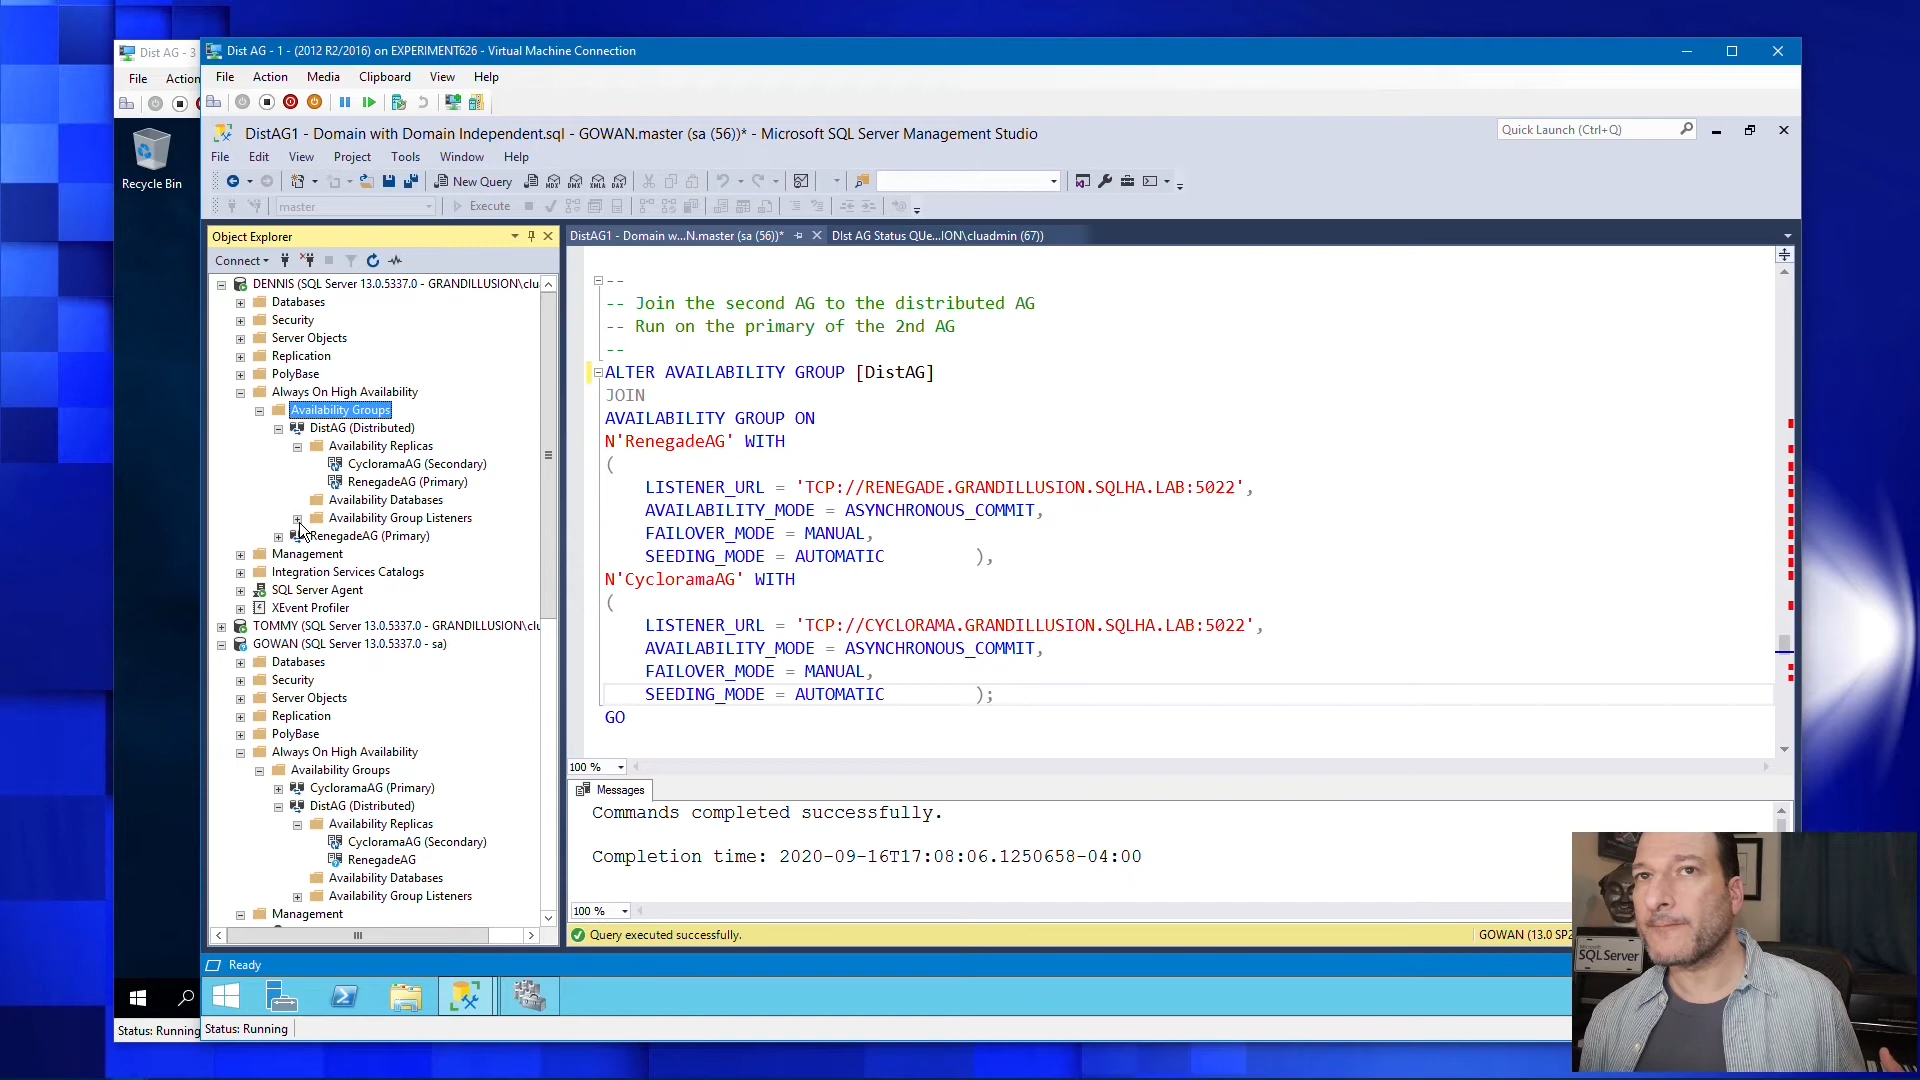 Dist AG - 3
Dist AG - 1 - (2012 R2/2016) on EXPERIMENT626 - Virtual Machine Connection
File Action
File Action Media Clipboard View Help
DistAG1 - Domain with Domain Independent.sql - GOWAN.master (sa (56))* - Microsoft SQL Server Management Studio
Quick Launch (Ctrl+Q)
File Edit View Project Tools Window Help
Recycle Bin
New Query
MDX DMX XMLA DAX
master
Execute
Object Explorer
DistAG1 - Domain w...N.master (sa (56))*
DIst AG Status QUe...ION\cluadmin (67))
Connect
DENNIS (SQL Server 13.0.5337.0 - GRANDILLUSION\clu
Databases
Security
Server Objects
Replication
PolyBase
Always On High Availability
Availability Groups
DistAG (Distributed)
Availability Replicas
CycloramaAG (Secondary)
RenegadeAG (Primary)
Availability Databases
Availability Group Listeners
RenegadeAG (Primary)
Management
Integration Services Catalogs
SQL Server Agent
XEvent Profiler
TOMMY (SQL Server 13.0.5337.0 - GRANDILLUSION\clu
GOWAN (SQL Server 13.0.5337.0 - sa)
Databases
Security
Server Objects
Replication
PolyBase
Always On High Availability
Availability Groups
CycloramaAG (Primary)
DistAG (Distributed)
Availability Replicas
CycloramaAG (Secondary)
RenegadeAG
Availability Databases
Availability Group Listeners
Management
--
-- Join the second AG to the distributed AG
-- Run on the primary of the 2nd AG
--
ALTER AVAILABILITY GROUP [DistAG]
JOIN
AVAILABILITY GROUP ON
N'RenegadeAG' WITH
(
LISTENER_URL = 'TCP://RENEGADE.GRANDILLUSION.SQLHA.LAB:5022',
AVAILABILITY_MODE = ASYNCHRONOUS_COMMIT,
FAILOVER_MODE = MANUAL,
SEEDING_MODE = AUTOMATIC ),
N'CycloramaAG' WITH
(
LISTENER_URL = 'TCP://CYCLORAMA.GRANDILLUSION.SQLHA.LAB:5022',
AVAILABILITY_MODE = ASYNCHRONOUS_COMMIT,
FAILOVER_MODE = MANUAL,
SEEDING_MODE = AUTOMATIC );
GO
100 %
Messages
Commands completed successfully.
Completion time: 2020-09-16T17:08:06.1250658-04:00
100 %
Query executed successfully.
GOWAN (13.0 SP2
Microsoft
SQL Server
Ready
Status: Running
Status: Running